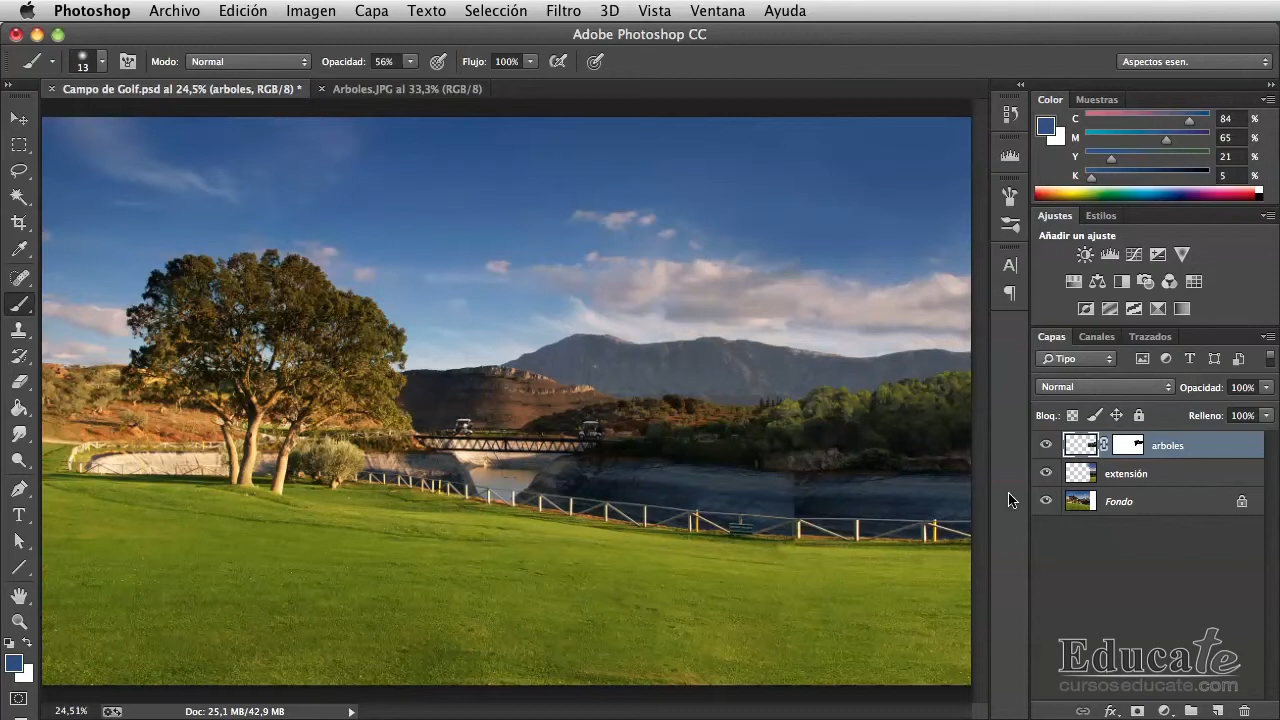 Photoshop Archivo Edición Imagen Capa Texto Selección Filtro 3D Vista Ventana Ayuda
Adobe Photoshop CC
13 Modo: Normal Opacidad: 56% Flujo: 100% Aspectos esen.
Campo de Golf.psd al 24,5% (arboles, RGB/8) * Arboles.JPG al 33,3% (RGB/8)
Color Muestras
C 84 %
M 65 %
Y 21 %
K 5 %
Ajustes Estilos
Añadir un ajuste
Capas Canales Trazados
Tipo
Normal Opacidad: 100%
Bloq.: Relleno: 100%
arboles
extensión
Fondo
Educate
cursoseducate.com
24,51% Doc: 25,1 MB/42,9 MB